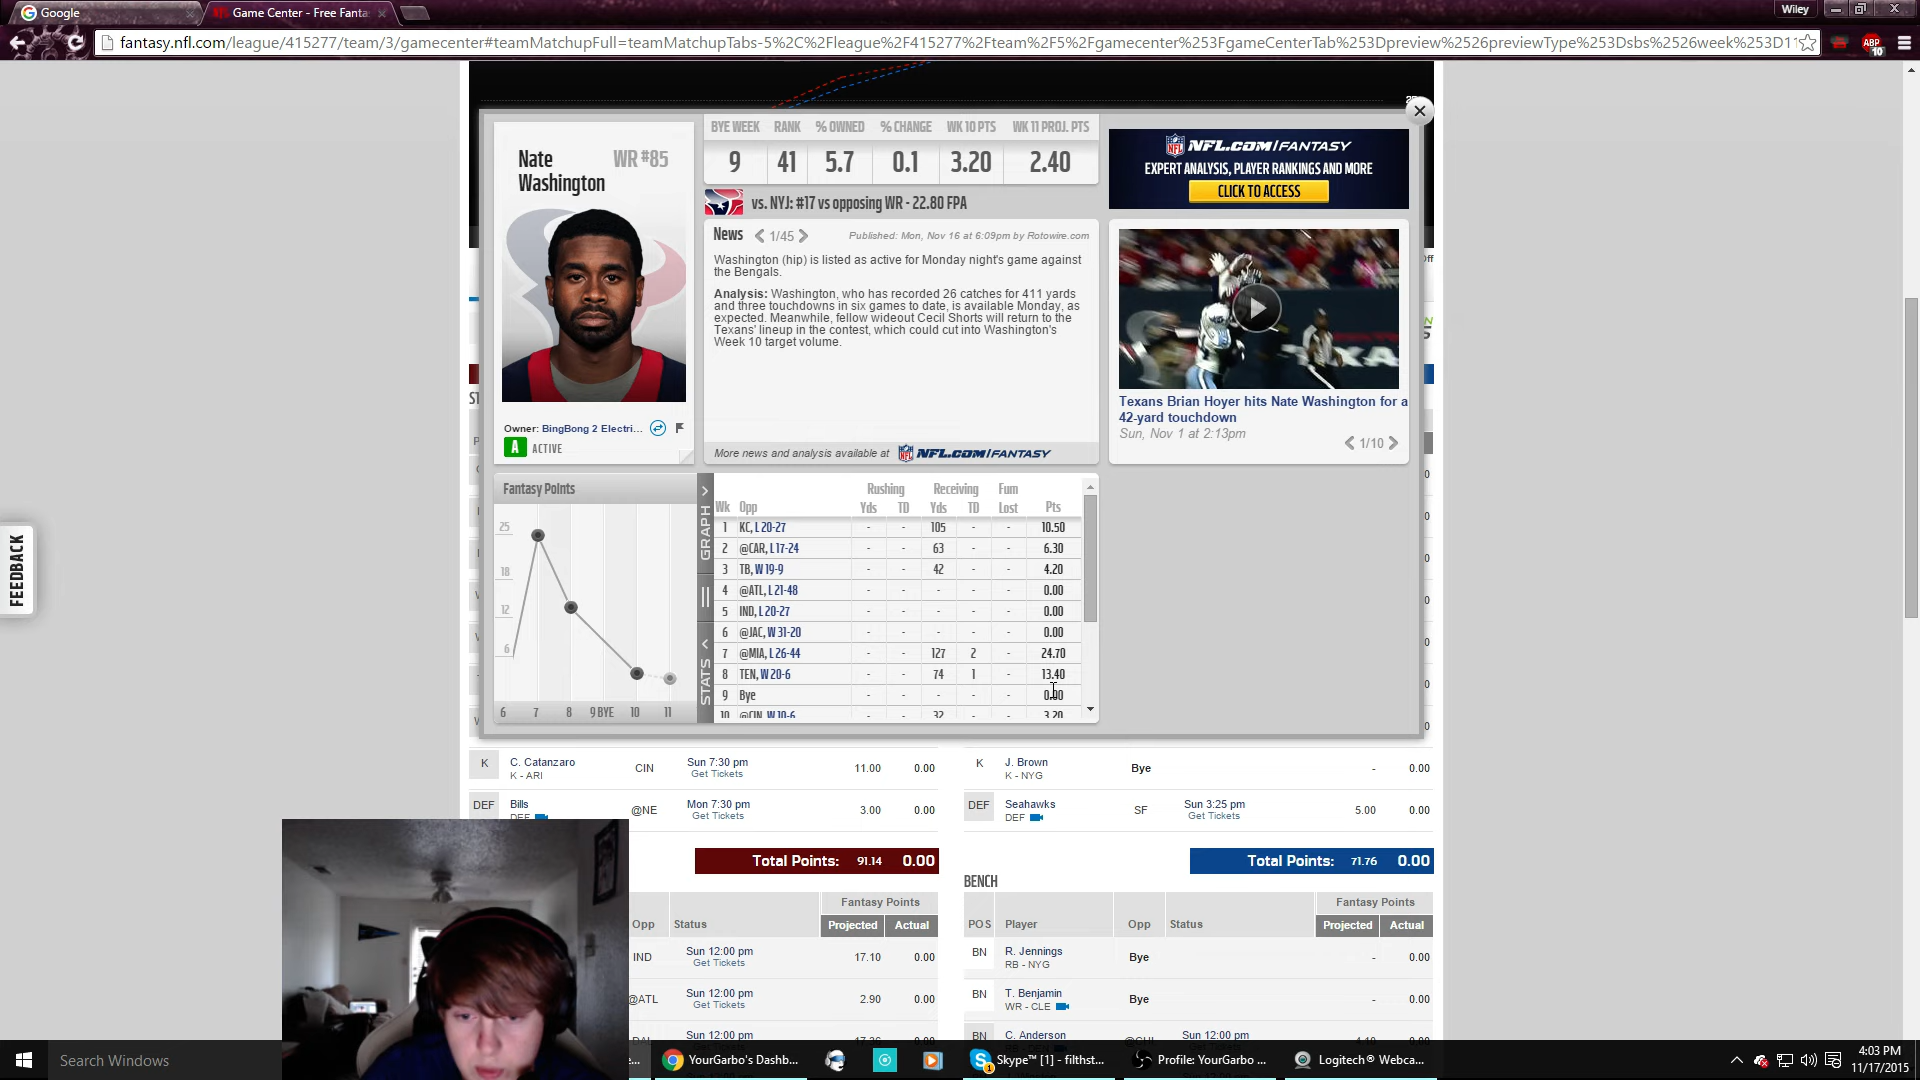 Google
Game Center - Free Fanta
Wiley
fantasy.nfl.com/league/415277/team/3/gamecenter#teamMatchupFull=teamMatchupTabs-5%2C%2Fleague%2F415277%2Fteam%2F5%2Fgamecenter%253FgameCenterTab%253Dpreview%2526previewType%253Dsbs%2526week%253D11
ABP
10
Nate
Washington
WR #85
BYE WEEK RANK % OWNED % CHANGE WK 10 PTS WK 11 PROJ. PTS
9 41 5.7 0.1 3.20 2.40
vs. NYJ: #17 vs opposing WR - 22.80 FPA
NFL.COM/FANTASY
EXPERT ANALYSIS, PLAYER RANKINGS AND MORE
CLICK TO ACCESS
News 1/45 Published: Mon, Nov 16 at 6:09pm by Rotowire.com
Washington (hip) is listed as active for Monday night's game against
the Bengals.
Analysis: Washington, who has recorded 26 catches for 411 yards
and three touchdowns in six games to date, is available Monday, as
expected. Meanwhile, fellow wideout Cecil Shorts will return to the
Texans' lineup in the contest, which could cut into Washington's
Week 10 target volume.
More news and analysis available at NFL.COM/FANTASY
Texans Brian Hoyer hits Nate Washington for a
42-yard touchdown
Sun, Nov 1 at 2:13pm
1/10
Owner: BingBong 2 Electri...
A ACTIVE
Fantasy Points
25
18
12
6
6 7 8 9 BYE 10 11
GRAPH
STATS
Rushing Receiving Fum
Wk Opp Yds TD Yds TD Lost Pts
1 KC, L 20-27 - - 105 - - 10.50
2 @CAR, L 17-24 - - 63 - - 6.30
3 TB, W 19-9 - - 42 - - 4.20
4 @ATL, L 21-48 - - - - - 0.00
5 IND, L 20-27 - - - - - 0.00
6 @JAC, W 31-20 - - - - - 0.00
7 @MIA, L 26-44 - - 127 2 - 24.70
8 TEN, W 20-6 - - 74 1 - 13.40
9 Bye - - - - - 0.00
10 @CIN, W 10-6 - - 32 - - 3.20
FEEDBACK
K C. Catanzaro CIN Sun 7:30 pm 11.00 0.00
K - ARI Get Tickets
K J. Brown Bye - 0.00
K - NYG
DEF Bills @NE Mon 7:30 pm 3.00 0.00
DEF Get Tickets
DEF Seahawks SF Sun 3:25 pm 5.00 0.00
DEF Get Tickets
Total Points: 91.14 0.00
Total Points: 71.76 0.00
BENCH
Fantasy Points
Opp Status Projected Actual
Fantasy Points
POS Player Opp Status Projected Actual
IND Sun 12:00 pm 17.10 0.00
Get Tickets
BN R. Jennings Bye - 0.00
RB - NYG
@ATL Sun 12:00 pm 2.90 0.00
Get Tickets
BN T. Benjamin Bye - 0.00
WR - CLE
Sun 12:00 pm
BN C. Anderson Sun 12:00 pm
Search Windows
YourGarbo's Dashb...
Skype™ [1] - filthst...
Profile: YourGarbo ...
Logitech® Webca...
4:03 PM
11/17/2015